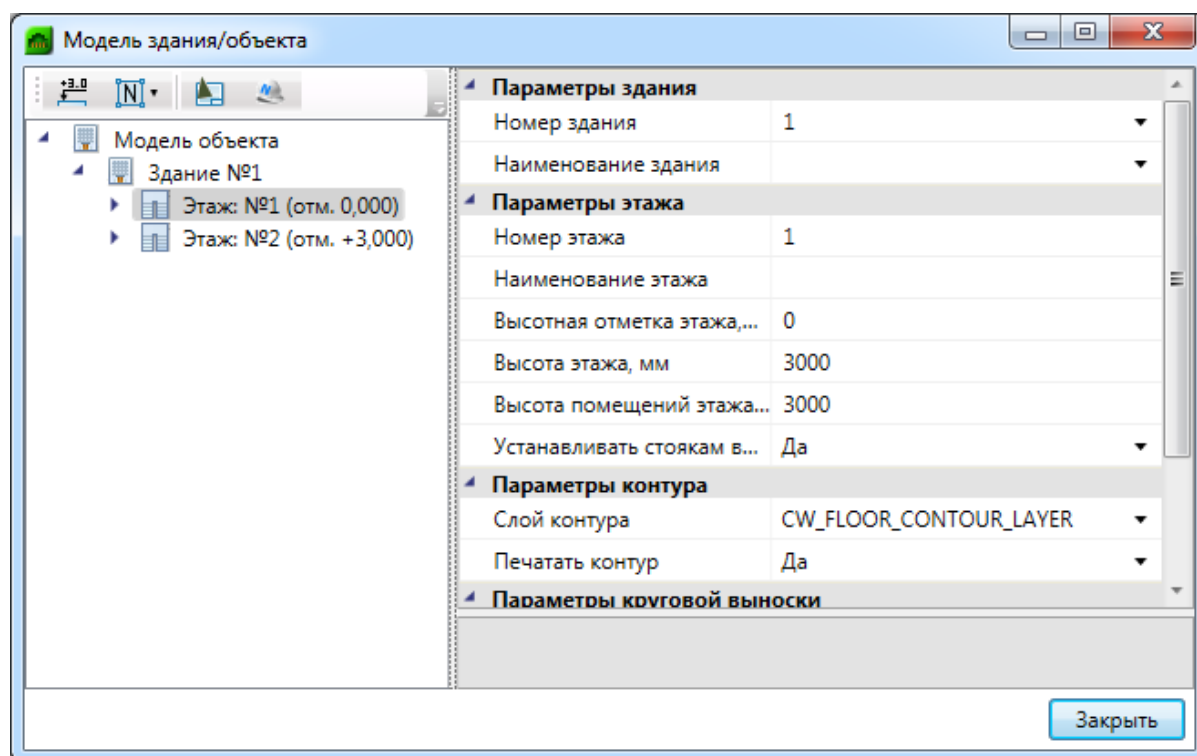 Модель здания/объекта
+3.0
N
Модель объекта
Здание №1
Этаж: №1 (отм. 0,000)
Этаж: №2 (отм. +3,000)
Параметры здания
Номер здания 1
Наименование здания
Параметры этажа
Номер этажа 1
Наименование этажа
Высотная отметка этажа,... 0
Высота этажа, мм 3000
Высота помещений этажа... 3000
Устанавливать стоякам в... Да
Параметры контура
Слой контура CW_FLOOR_CONTOUR_LAYER
Печатать контур Да
Параметры круговой выноски
Закрыть